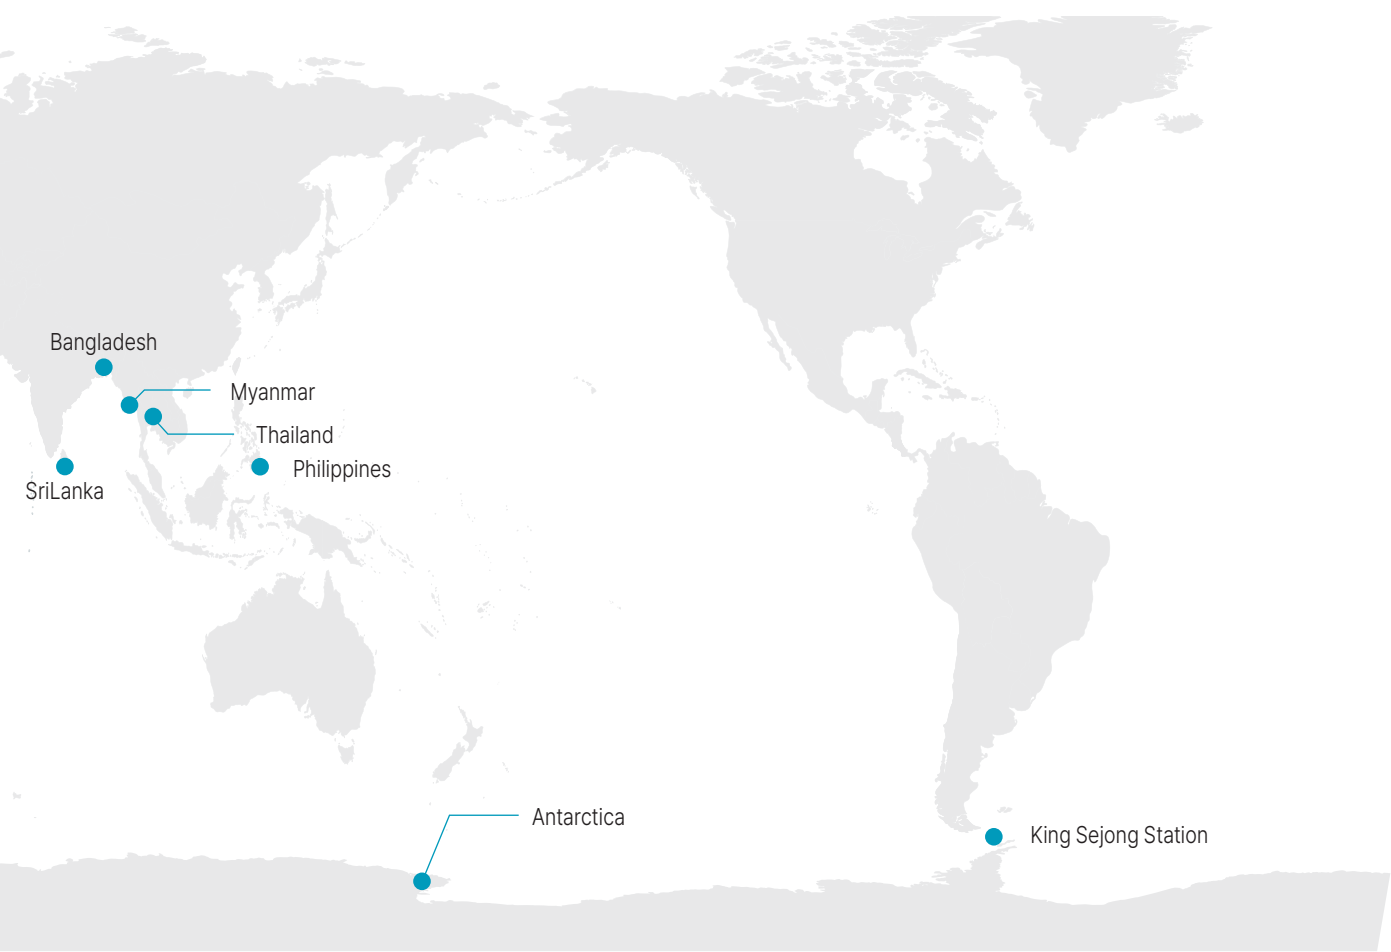 Bangladesh
Myanmar
Thailand
Philippines
SriLanka
Antarctica
King Sejong Station